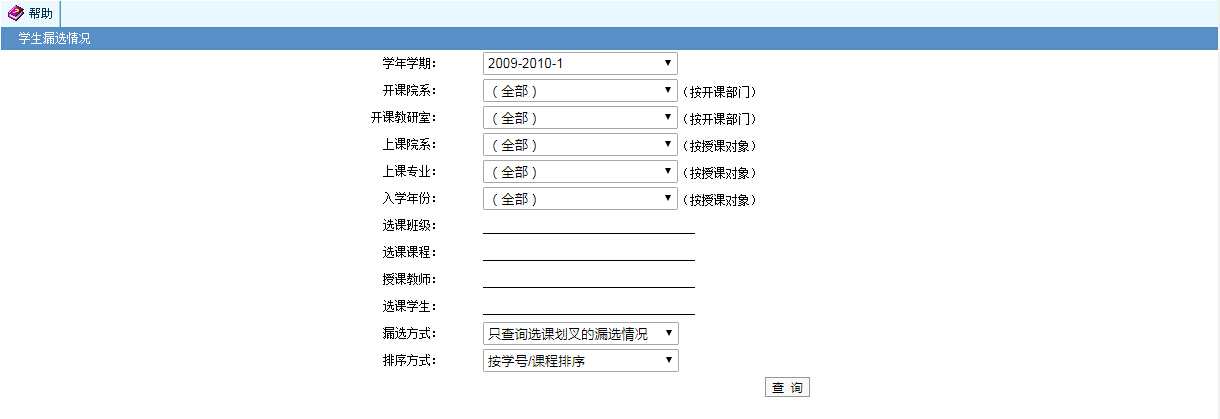 帮助
学生漏选情况
学年学期： 2009-2010-1
开课院系： （全部） （按开课部门）
开课教研室： （全部） （按开课部门）
上课院系： （全部） （按授课对象）
上课专业： （全部） （按授课对象）
入学年份： （全部） （按授课对象）
选课班级：
选课课程：
授课教师：
选课学生：
漏选方式： 只查询选课划叉的漏选情况
排序方式： 按学号/课程排序
查 询